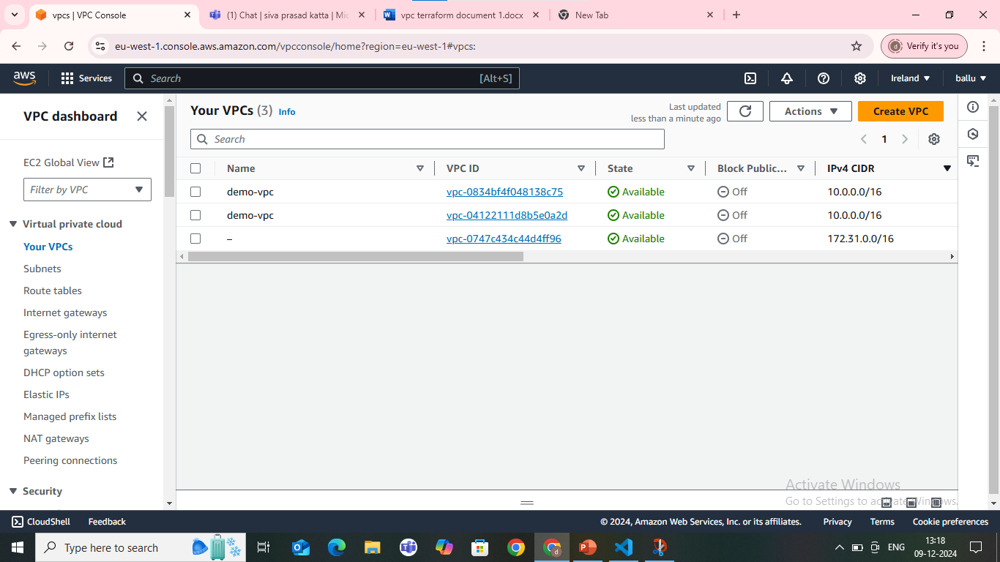 vpcs | VPC Console
(1) Chat | siva prasad katta | Mic
vpc terraform document 1.docx
New Tab
eu-west-1.console.aws.amazon.com/vpcconsole/home?region=eu-west-1#vpcs:
d
Verify it's you
aws
Services
Search
[Alt+S]
Ireland
ballu
VPC dashboard
EC2 Global View
Filter by VPC
Virtual private cloud
Your VPCs
Subnets
Route tables
Internet gateways
Egress-only internet
gateways
DHCP option sets
Elastic IPs
Managed prefix lists
NAT gateways
Peering connections
Security
Your VPCs (3) Info
Last updated
less than a minute ago
Actions
Create VPC
Search
1
Name VPC ID State Block Public... IPv4 CIDR
demo-vpc vpc-0834bf4f048138c75 Available Off 10.0.0.0/16
demo-vpc vpc-04122111d8b5e0a2d Available Off 10.0.0.0/16
– vpc-0747c434c44d4ff96 Available Off 172.31.0.0/16
Activate Windows
Go to Settings to activate Windows.
CloudShell Feedback © 2024, Amazon Web Services, Inc. or its affiliates. Privacy Terms Cookie preferences
Type here to search
ENG
13:18
09-12-2024